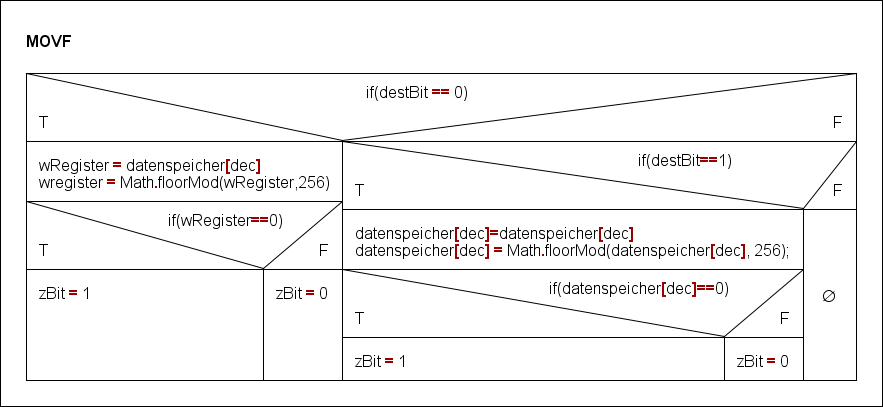 MOVF
if(destBit == 0)
T
F
wRegister = datenspeicher[dec]
wregister = Math.floorMod(wRegister,256)
if(destBit==1)
T
F
if(wRegister==0)
T
F
datenspeicher[dec]=datenspeicher[dec]
datenspeicher[dec] = Math.floorMod(datenspeicher[dec], 256);
zBit = 1
zBit = 0
if(datenspeicher[dec]==0)
T
F
∅
zBit = 1
zBit = 0